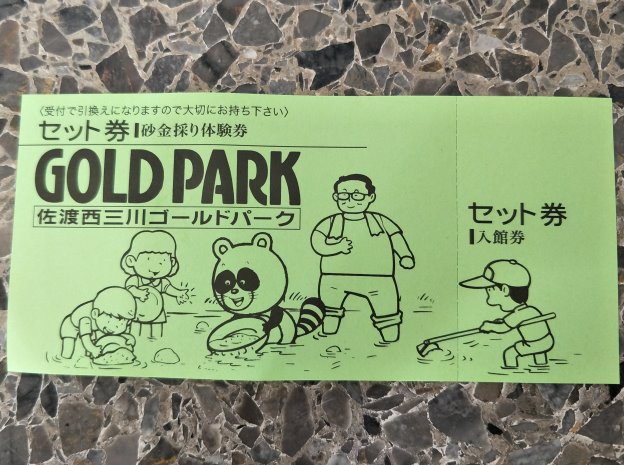 〈受付で引換えになりますので大切にお持ち下さい〉
セット券 砂金採り体験券
GOLD PARK
佐渡西三川ゴールドパーク
セット券
入館券